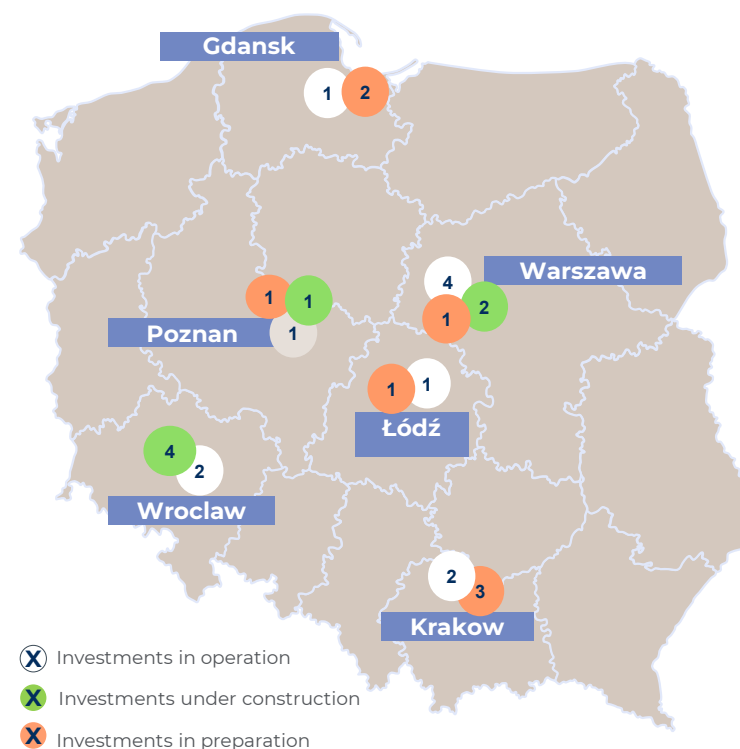 Gdansk
1 2
Warszawa
4
1 2
1 1
1
Poznan
1 1
Łódź
4
2
Wroclaw
2
3
Krakow
X Investments in operation
X Investments under construction
X Investments in preparation